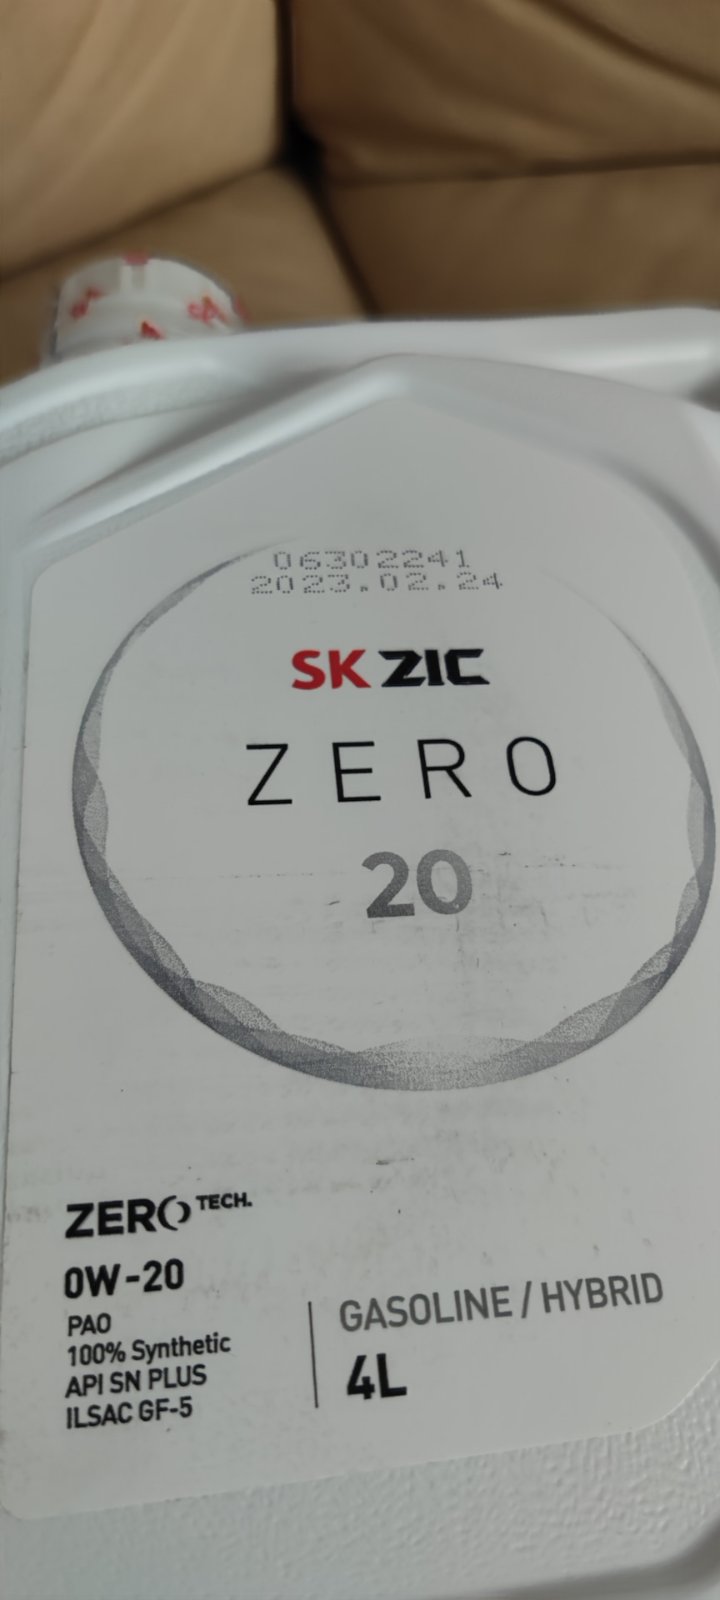 06302241
2023.02.24
SK ZIC
ZERO
20
ZERO TECH.
0W-20
PAO
100% Synthetic
API SN PLUS
ILSAC GF-5
GASOLINE / HYBRID
4L